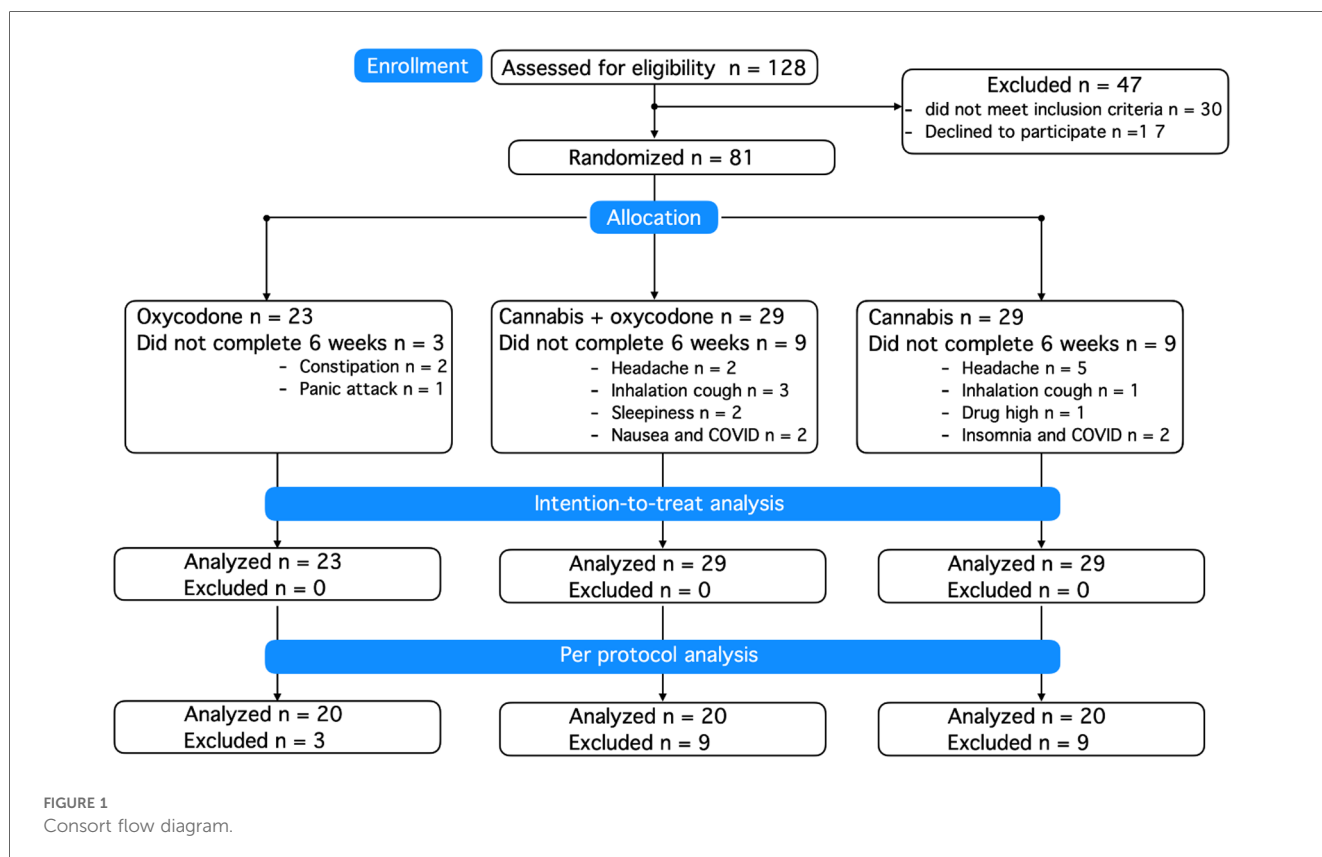 Enrollment
Assessed for eligibility n = 128
Excluded n = 47
- did not meet inclusion criteria n = 30
- Declined to participate n =1 7
Randomized n = 81
Allocation
Oxycodone n = 23
Did not complete 6 weeks n = 3
- Constipation n = 2
- Panic attack n = 1
Cannabis + oxycodone n = 29
Did not complete 6 weeks n = 9
- Headache n = 2
- Inhalation cough n = 3
- Sleepiness n = 2
- Nausea and COVID n = 2
Cannabis n = 29
Did not complete 6 weeks n = 9
- Headache n = 5
- Inhalation cough n = 1
- Drug high n = 1
- Insomnia and COVID n = 2
Intention-to-treat analysis
Analyzed n = 23
Excluded n = 0
Analyzed n = 29
Excluded n = 0
Analyzed n = 29
Excluded n = 0
Per protocol analysis
Analyzed n = 20
Excluded n = 3
Analyzed n = 20
Excluded n = 9
Analyzed n = 20
Excluded n = 9
FIGURE 1
Consort flow diagram.